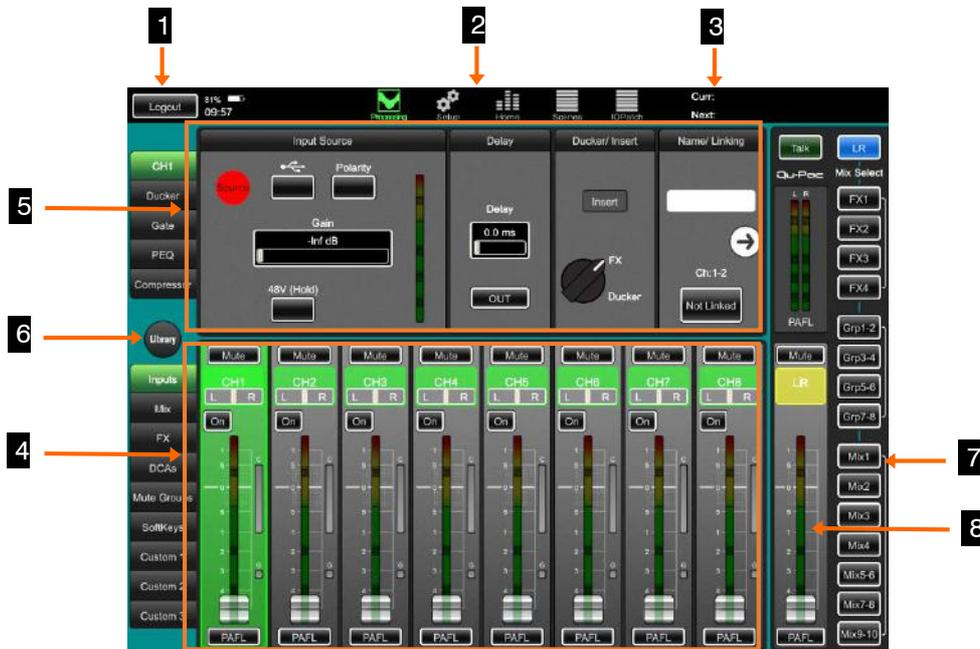 1
2
3
Logout
81%
09:57
Processing
Setup
Home
Scenes
IOPatch
Curr:
Next:
Input Source
Delay
Ducker/ Insert
Name/ Linking
Talk
LR
CH1
Ducker
Gate
PEQ
Compressor
5
Source
Polarity
Gain
-Inf dB
48V (Hold)
Delay
0.0 ms
OUT
Insert
FX
Ducker
Ch:1-2
Not Linked
Qu-Pac
L R
PAFL
Mix Select
FX1
FX2
FX3
FX4
Grp1-2
Grp3-4
Grp5-6
Grp7-8
6
Library
Inputs
Mix
FX
DCAs
Mute Groups
SoftKeys
Custom 1
Custom 2
Custom 3
4
Mute Mute Mute Mute Mute Mute Mute Mute Mute
CH1 CH2 CH3 CH4 CH5 CH6 CH7 CH8 LR
L R L R L R L R L R L R L R L R
On On On On On On On On
PAFL PAFL PAFL PAFL PAFL PAFL PAFL PAFL PAFL
Mix1
Mix2
Mix3
Mix4
Mix5-6
Mix7-8
Mix9-10
7
8